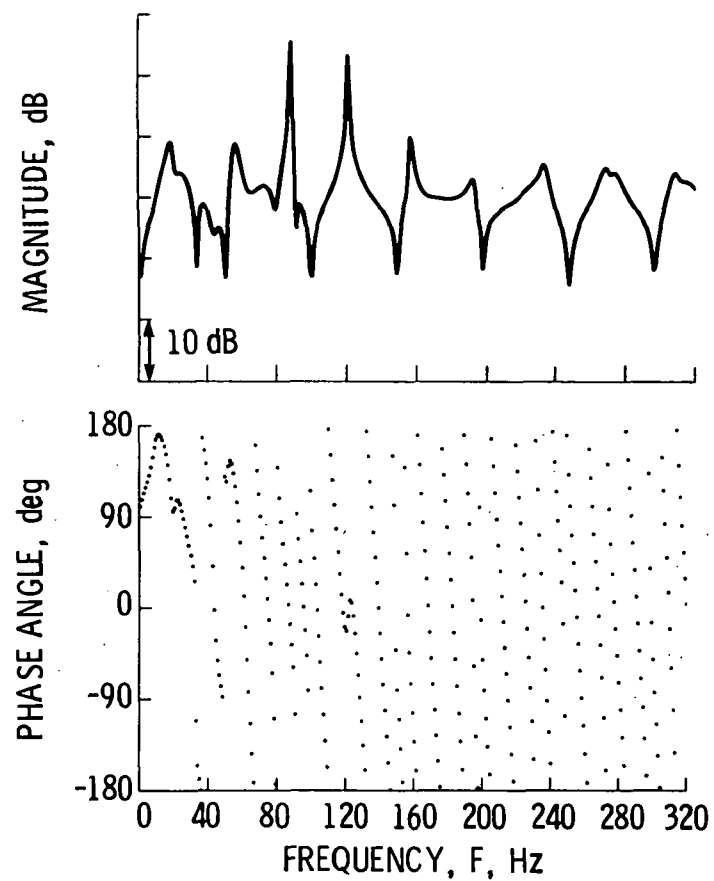 MAGNITUDE, dB
10 dB
PHASE ANGLE, deg
180
90
0
-90
-180
0 40 80 120 160 200 240 280 320
FREQUENCY, F, Hz